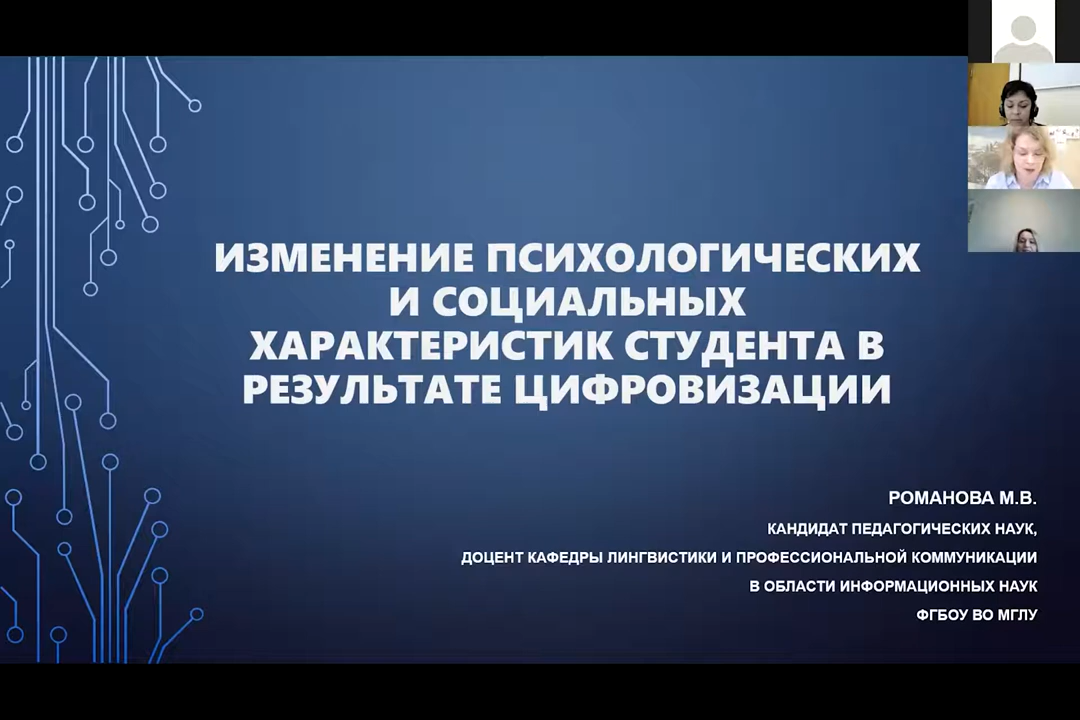 ИЗМЕНЕНИЕ ПСИХОЛОГИЧЕСКИХ
И СОЦИАЛЬНЫХ
ХАРАКТЕРИСТИК СТУДЕНТА В
РЕЗУЛЬТАТЕ ЦИФРОВИЗАЦИИ
РОМАНОВА М.В.
КАНДИДАТ ПЕДАГОГИЧЕСКИХ НАУК,
ДОЦЕНТ КАФЕДРЫ ЛИНГВИСТИКИ И ПРОФЕССИОНАЛЬНОЙ КОММУНИКАЦИИ
В ОБЛАСТИ ИНФОРМАЦИОННЫХ НАУК
ФГБОУ ВО МГЛУ